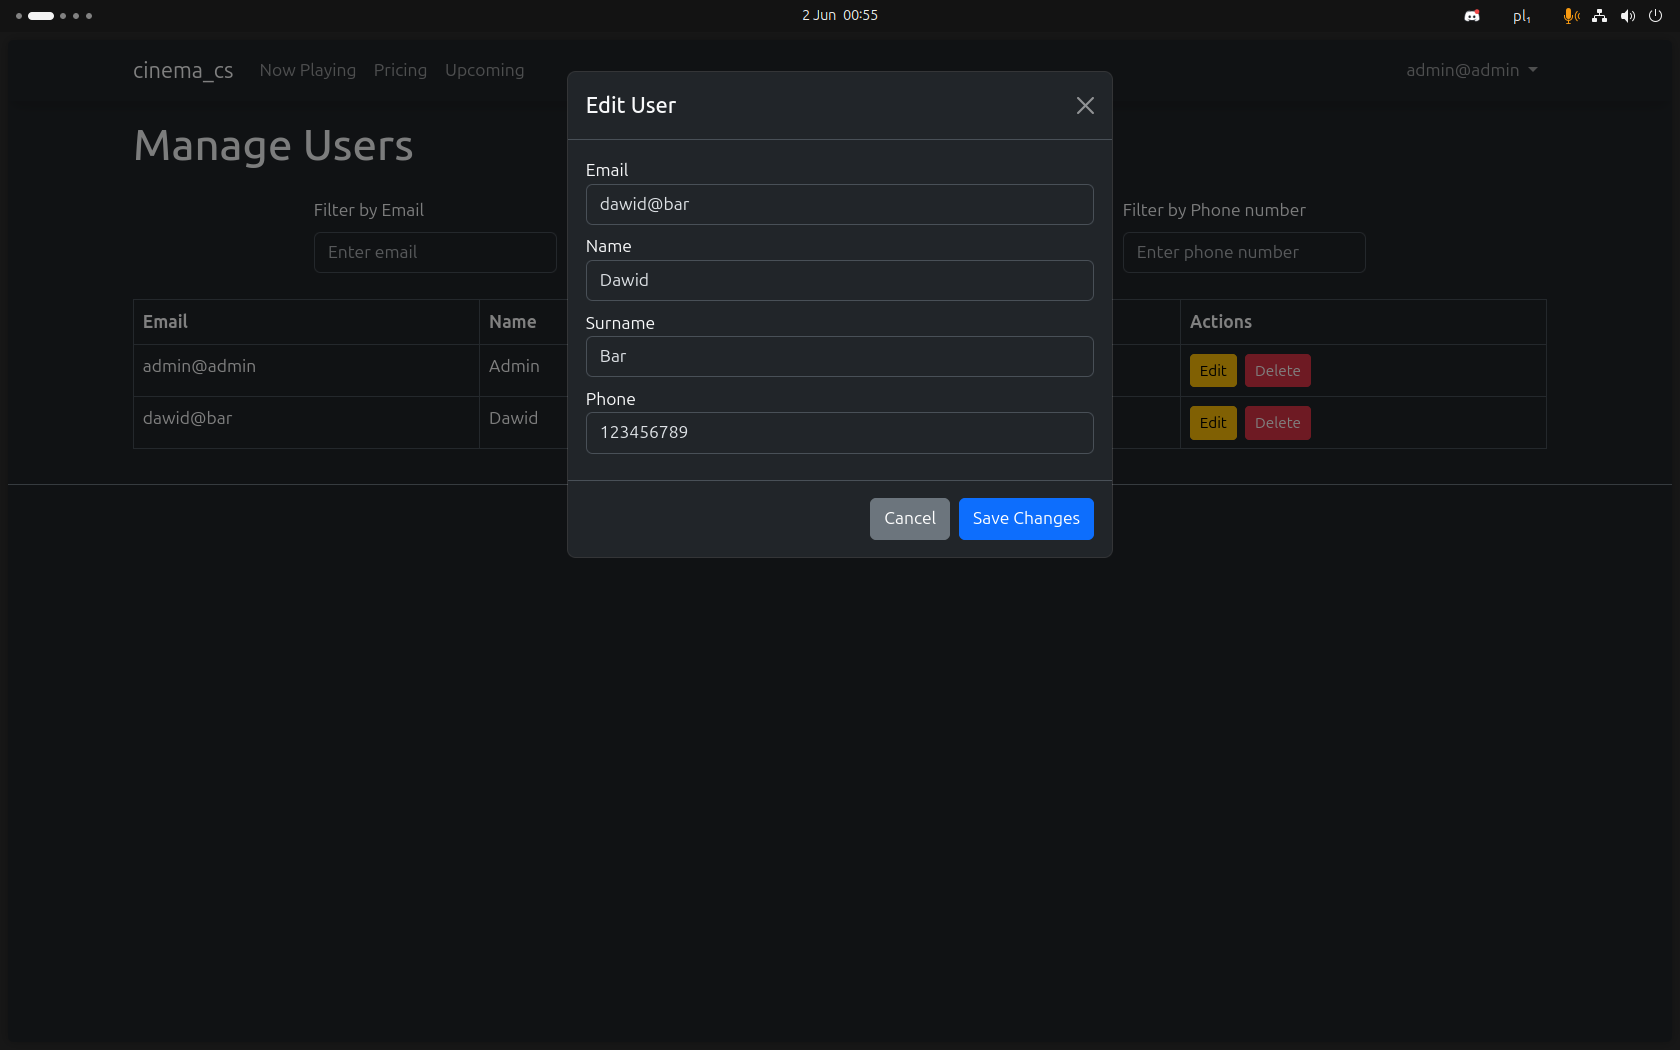 2 Jun 00:55
pl₁
cinema_cs Now Playing Pricing Upcoming admin@admin
Manage Users
Filter by Email
Enter email
Filter by Phone number
Enter phone number
Email Name Actions
admin@admin Admin Edit Delete
dawid@bar Dawid Edit Delete
Edit User
Email
dawid@bar
Name
Dawid
Surname
Bar
Phone
123456789
Cancel Save Changes